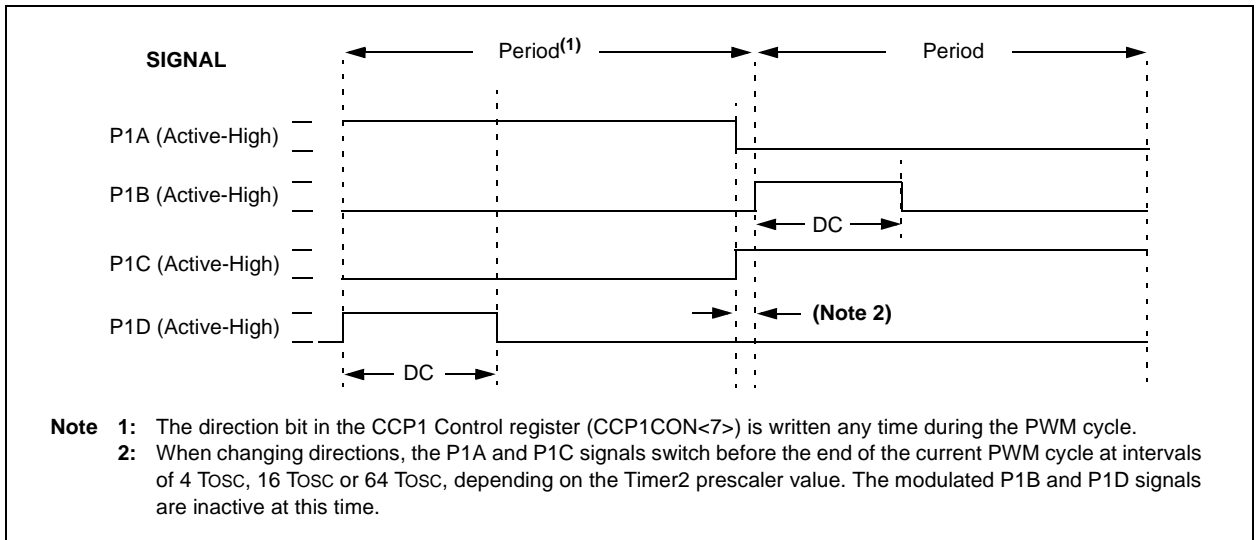 SIGNAL
Period(1)
Period
P1A (Active-High)
P1B (Active-High)
DC
P1C (Active-High)
P1D (Active-High)
(Note 2)
DC
Note 1: The direction bit in the CCP1 Control register (CCP1CON<7>) is written any time during the PWM cycle.
2: When changing directions, the P1A and P1C signals switch before the end of the current PWM cycle at intervals
of 4 TOSC, 16 TOSC or 64 TOSC, depending on the Timer2 prescaler value. The modulated P1B and P1D signals
are inactive at this time.